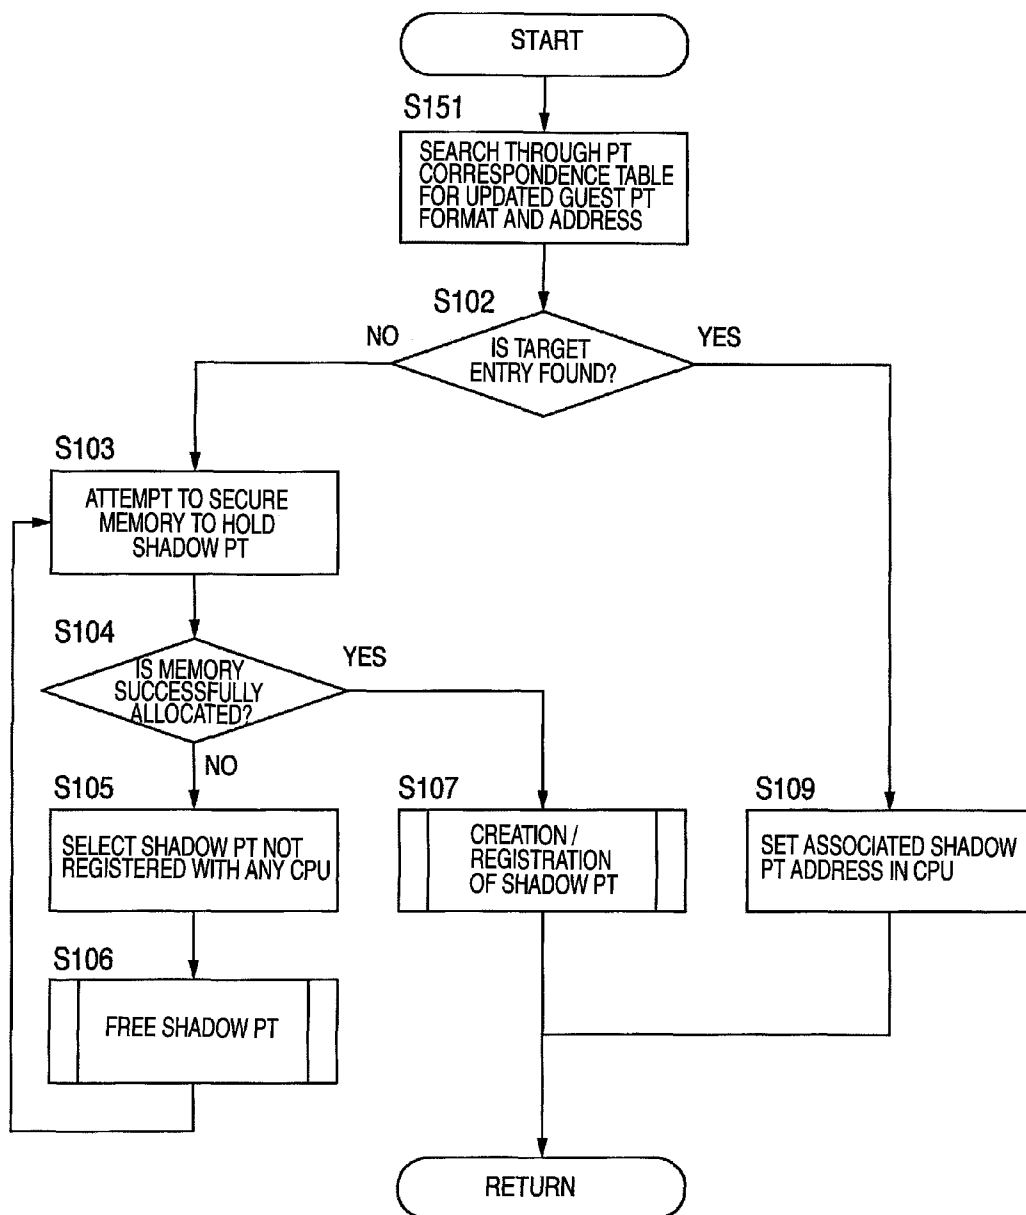 START
S151
SEARCH THROUGH PT
CORRESPONDENCE TABLE
FOR UPDATED GUEST PT
FORMAT AND ADDRESS
S102
NO
YES
IS TARGET
ENTRY FOUND?
S103
ATTEMPT TO SECURE
MEMORY TO HOLD
SHADOW PT
S104
YES
IS MEMORY
SUCCESSFULLY
ALLOCATED?
NO
S105
SELECT SHADOW PT NOT
REGISTERED WITH ANY CPU
S107
CREATION /
REGISTRATION
OF SHADOW PT
S109
SET ASSOCIATED SHADOW
PT ADDRESS IN CPU
S106
FREE SHADOW PT
RETURN